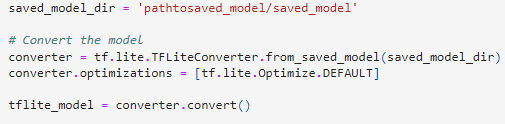 saved_model_dir = 'pathtosaved_model/saved_model'
# Convert the model
converter = tf.lite.TFLiteConverter.from_saved_model(saved_model_dir)
converter.optimizations = [tf.lite.Optimize.DEFAULT]
tflite_model = converter.convert()